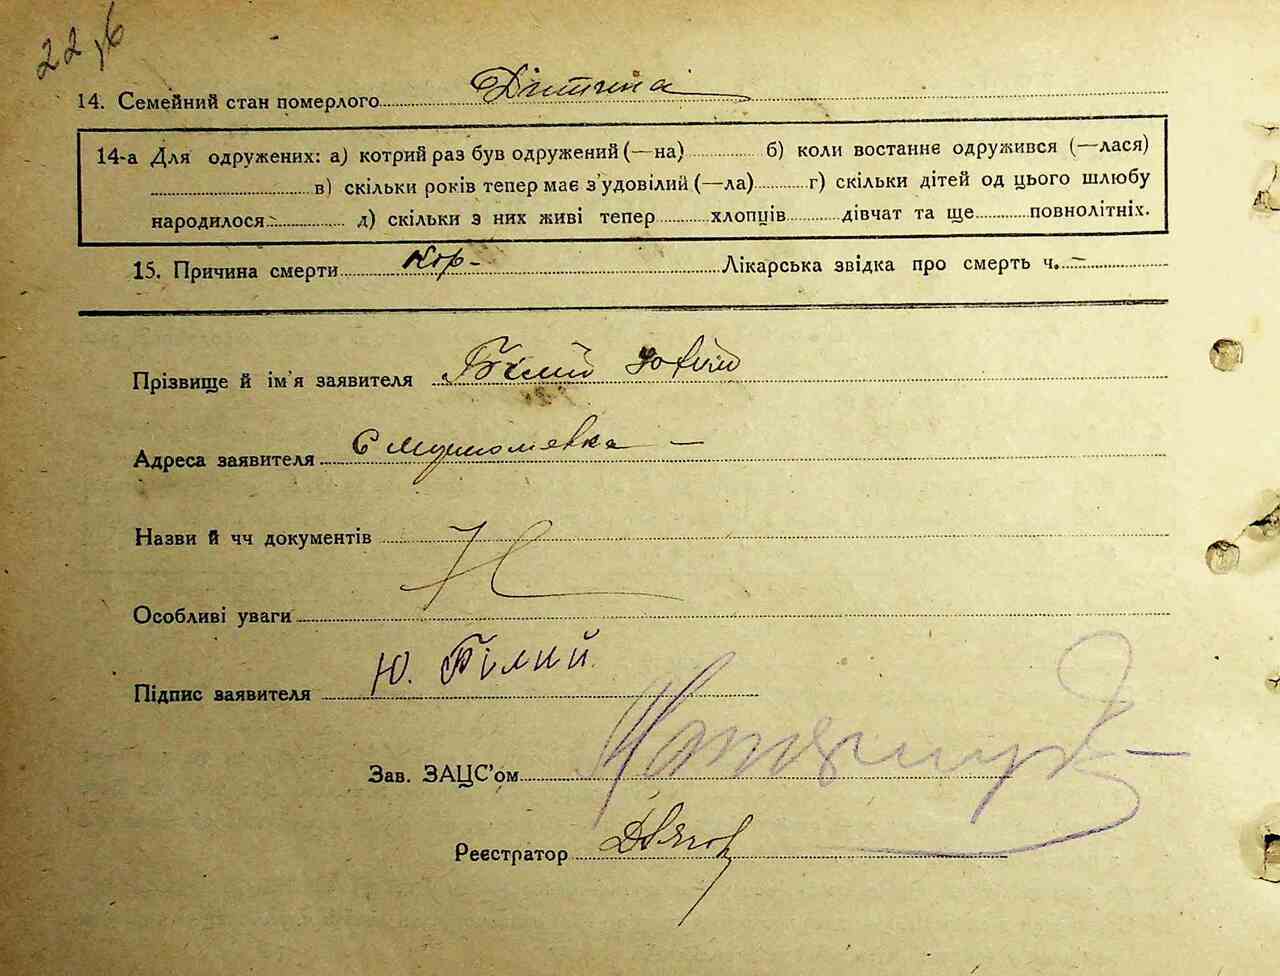 22
14. Семейний стан померлого Дитина
14-а Для одружених: а) котрий раз був одружений (—на) б) коли востаннє одружився (—лася)
в) скільки років тепер має з'удовілий (—ла) г) скільки дітей од цього шлюбу
народилося д) скільки з них живі тепер хлопців дівчат та ще повнолітніх.
15. Причина смерти Кор- Лікарська звідка про смерть ч. —
Прізвище й ім'я заявителя Білий
Адреса заявителя
Назви й чч документів
Особливі уваги
Підпис заявителя Ю. Білий
Зав. ЗАЦС'ом
Реєстратор